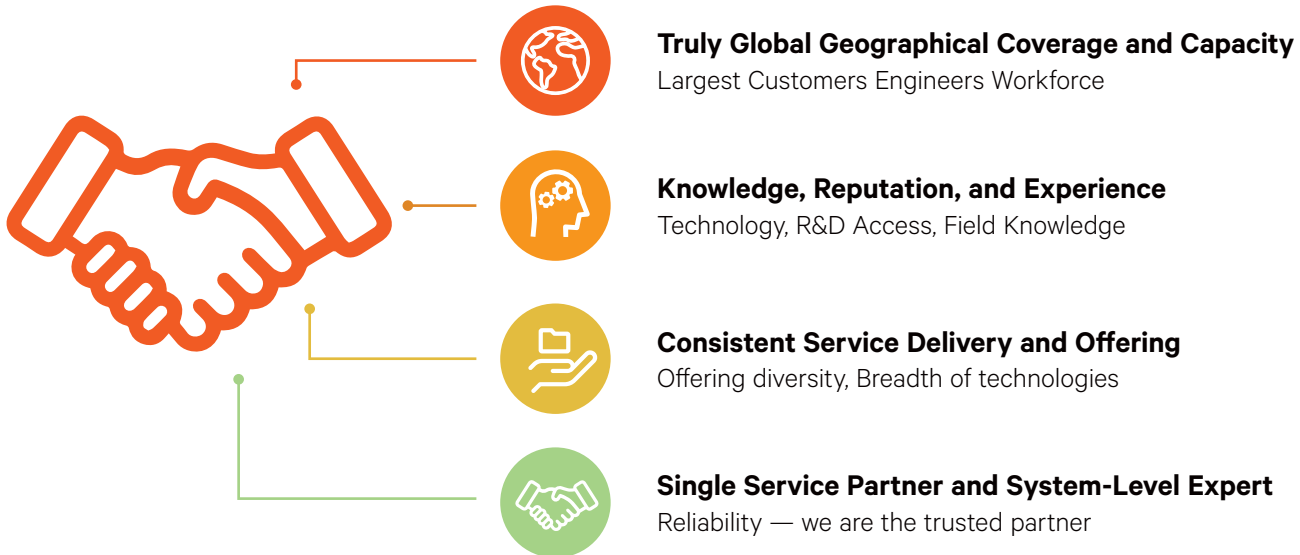 Truly Global Geographical Coverage and Capacity
Largest Customers Engineers Workforce
Knowledge, Reputation, and Experience
Technology, R&D Access, Field Knowledge
Consistent Service Delivery and Offering
Offering diversity, Breadth of technologies
Single Service Partner and System-Level Expert
Reliability — we are the trusted partner